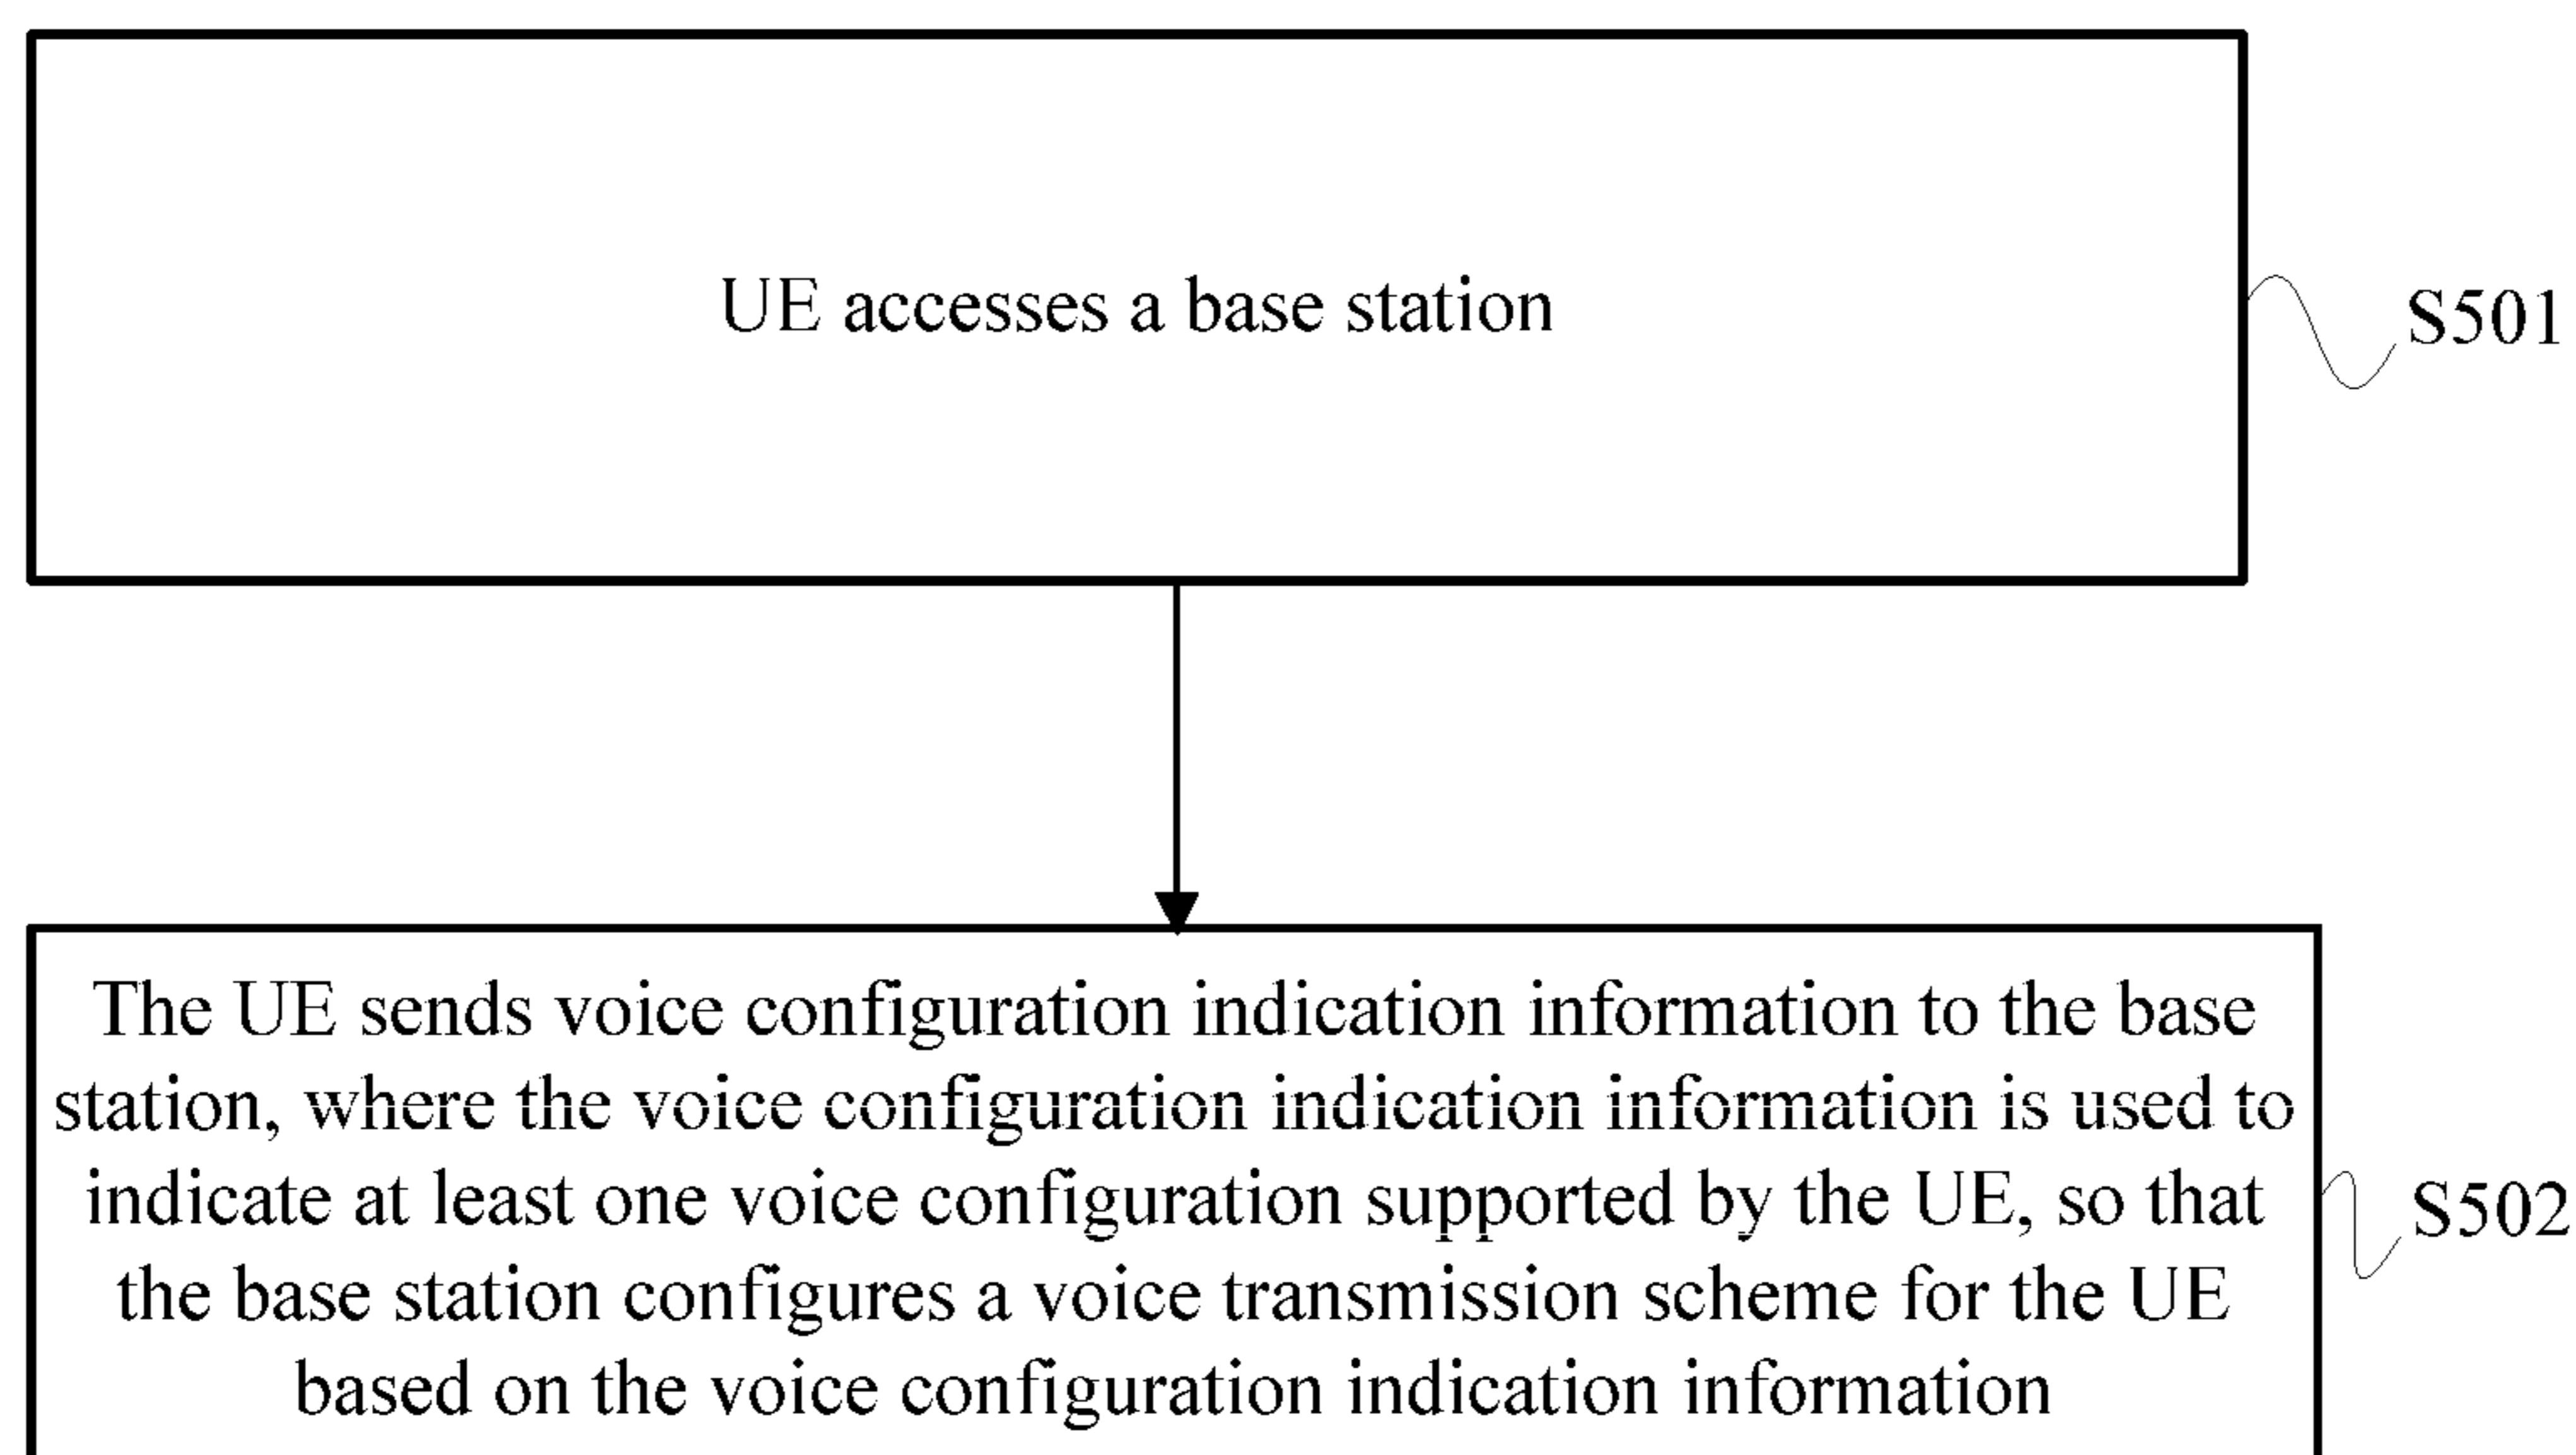 UE accesses a base station
S501
The UE sends voice configuration indication information to the base
station, where the voice configuration indication information is used to
indicate at least one voice configuration supported by the UE, so that
the base station configures a voice transmission scheme for the UE
based on the voice configuration indication information
S502